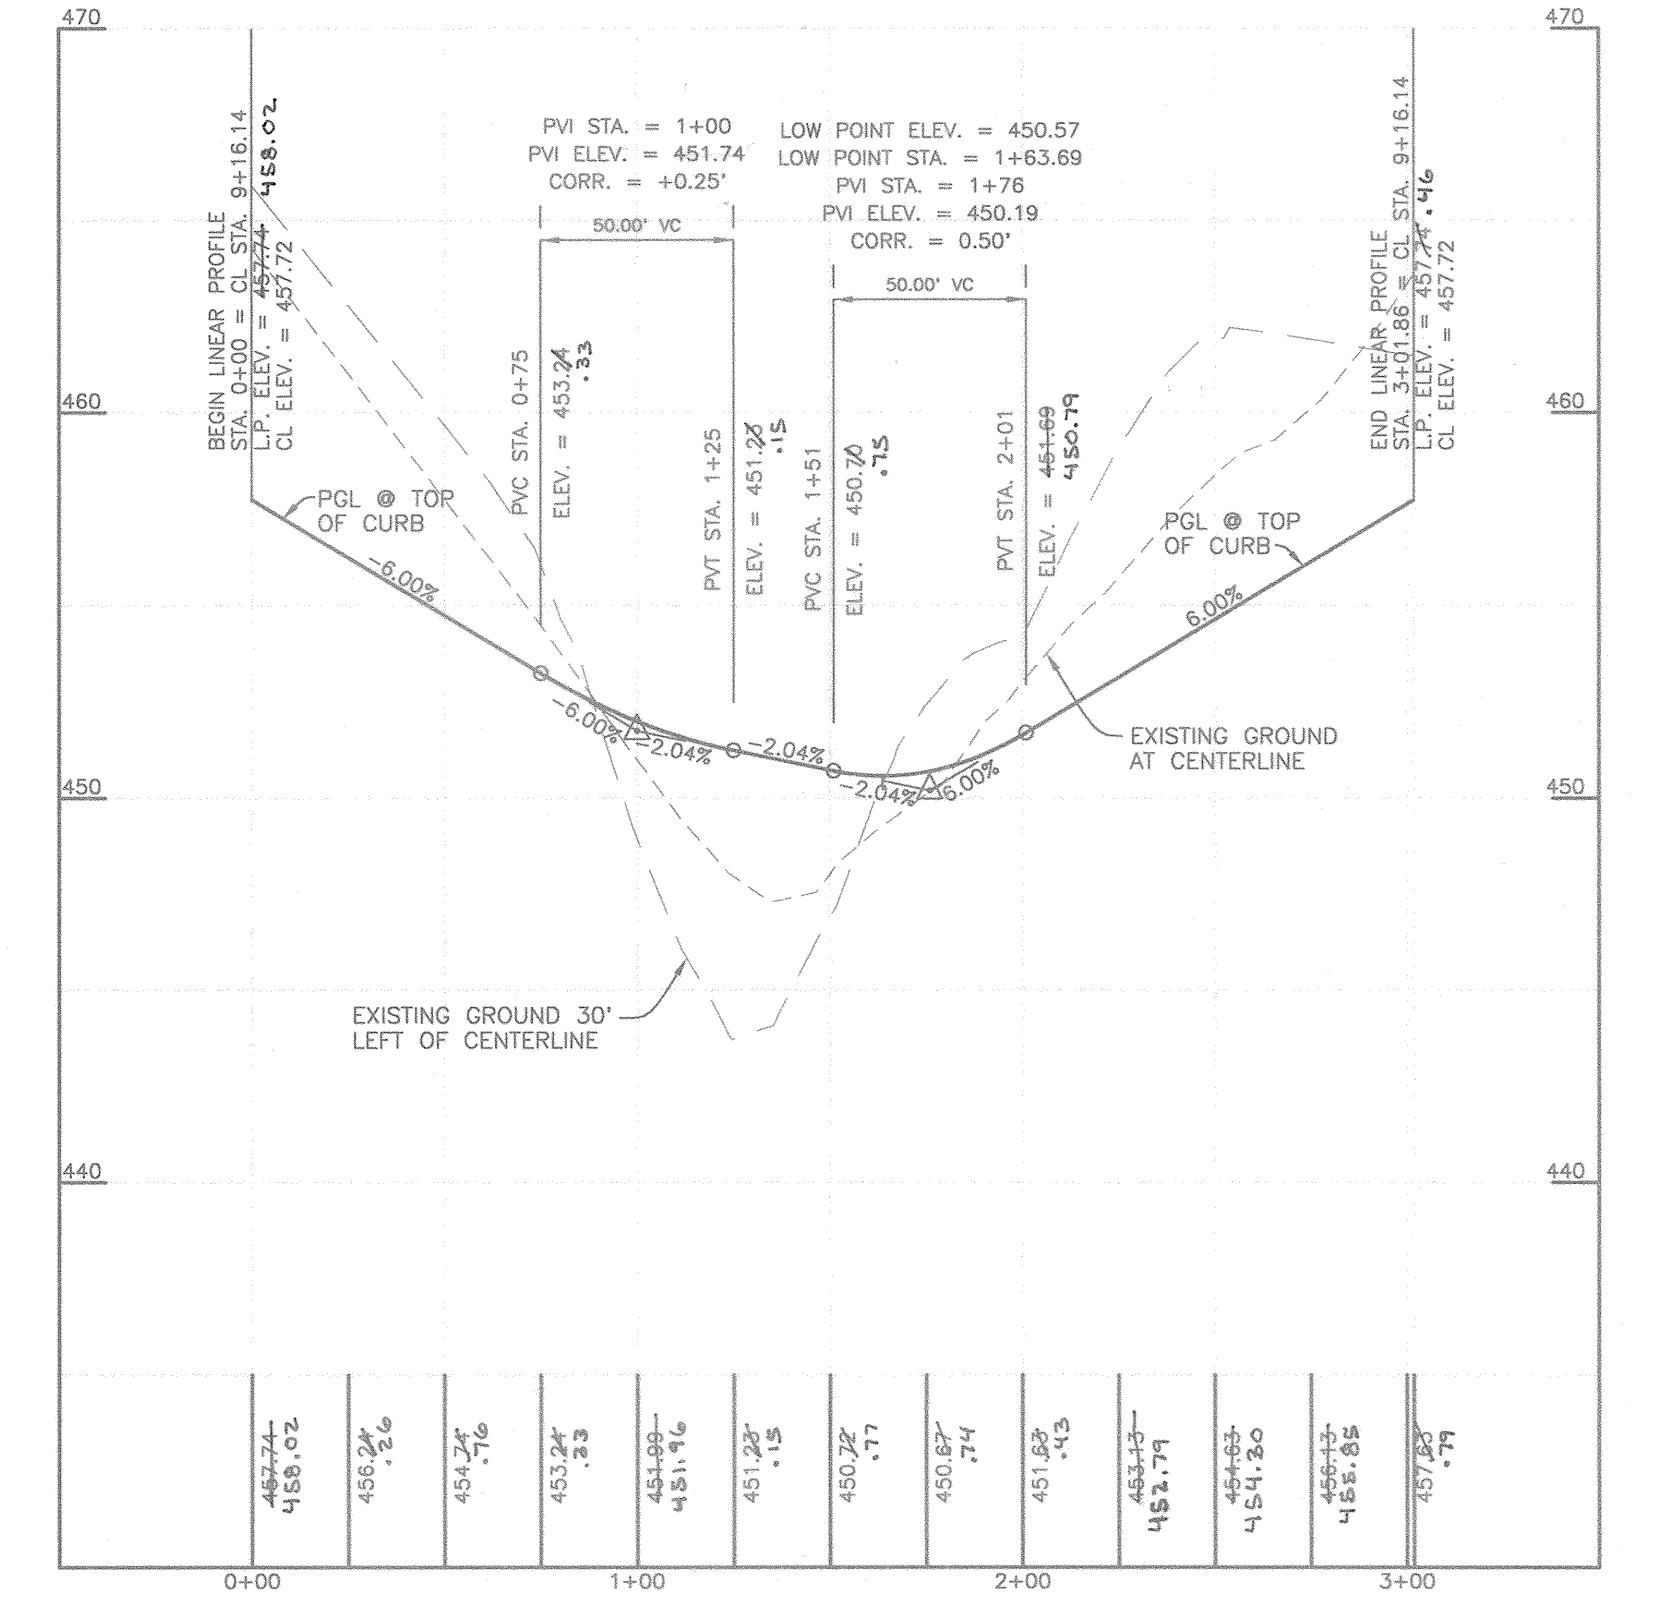 470
470
PVI STA. = 1+00
PVI ELEV. = 451.74
CORR. = +0.25'
50.00' VC
LOW POINT ELEV. = 450.57
LOW POINT STA. = 1+63.69
PVI STA. = 1+76
PVI ELEV. = 450.19
CORR. = 0.50'
50.00' VC
BEGIN LINEAR PROFILE
STA. 0+00 = CL STA. 9+16.14
L.P. ELEV. = 457.74 458.02
CL ELEV. = 457.72
PVC STA. 0+75
ELEV. = 453.24 .33
PVT STA. 1+25
ELEV. = 451.23 .15
PVC STA. 1+51
ELEV. = 450.70 .75
PVT STA. 2+01
ELEV. = 451.69 450.79
END LINEAR PROFILE
STA. 3+01.86 = CL STA. 9+16.14
L.P. ELEV. = 457.74 .46
CL ELEV. = 457.72
460
460
PGL @ TOP
OF CURB
PGL @ TOP
OF CURB
-6.00%
6.00%
-6.00%
-2.04%
-2.04%
-2.04%
6.00%
EXISTING GROUND
AT CENTERLINE
450
450
EXISTING GROUND 30'
LEFT OF CENTERLINE
440
440
457.74 458.02
456.24 .26
454.74 .76
453.24 .33
451.99 451.96
451.23 .15
450.72 .77
450.67 .74
451.63 .43
453.13 452.79
454.63 454.30
456.13 455.85
457.63 .79
0+00
1+00
2+00
3+00